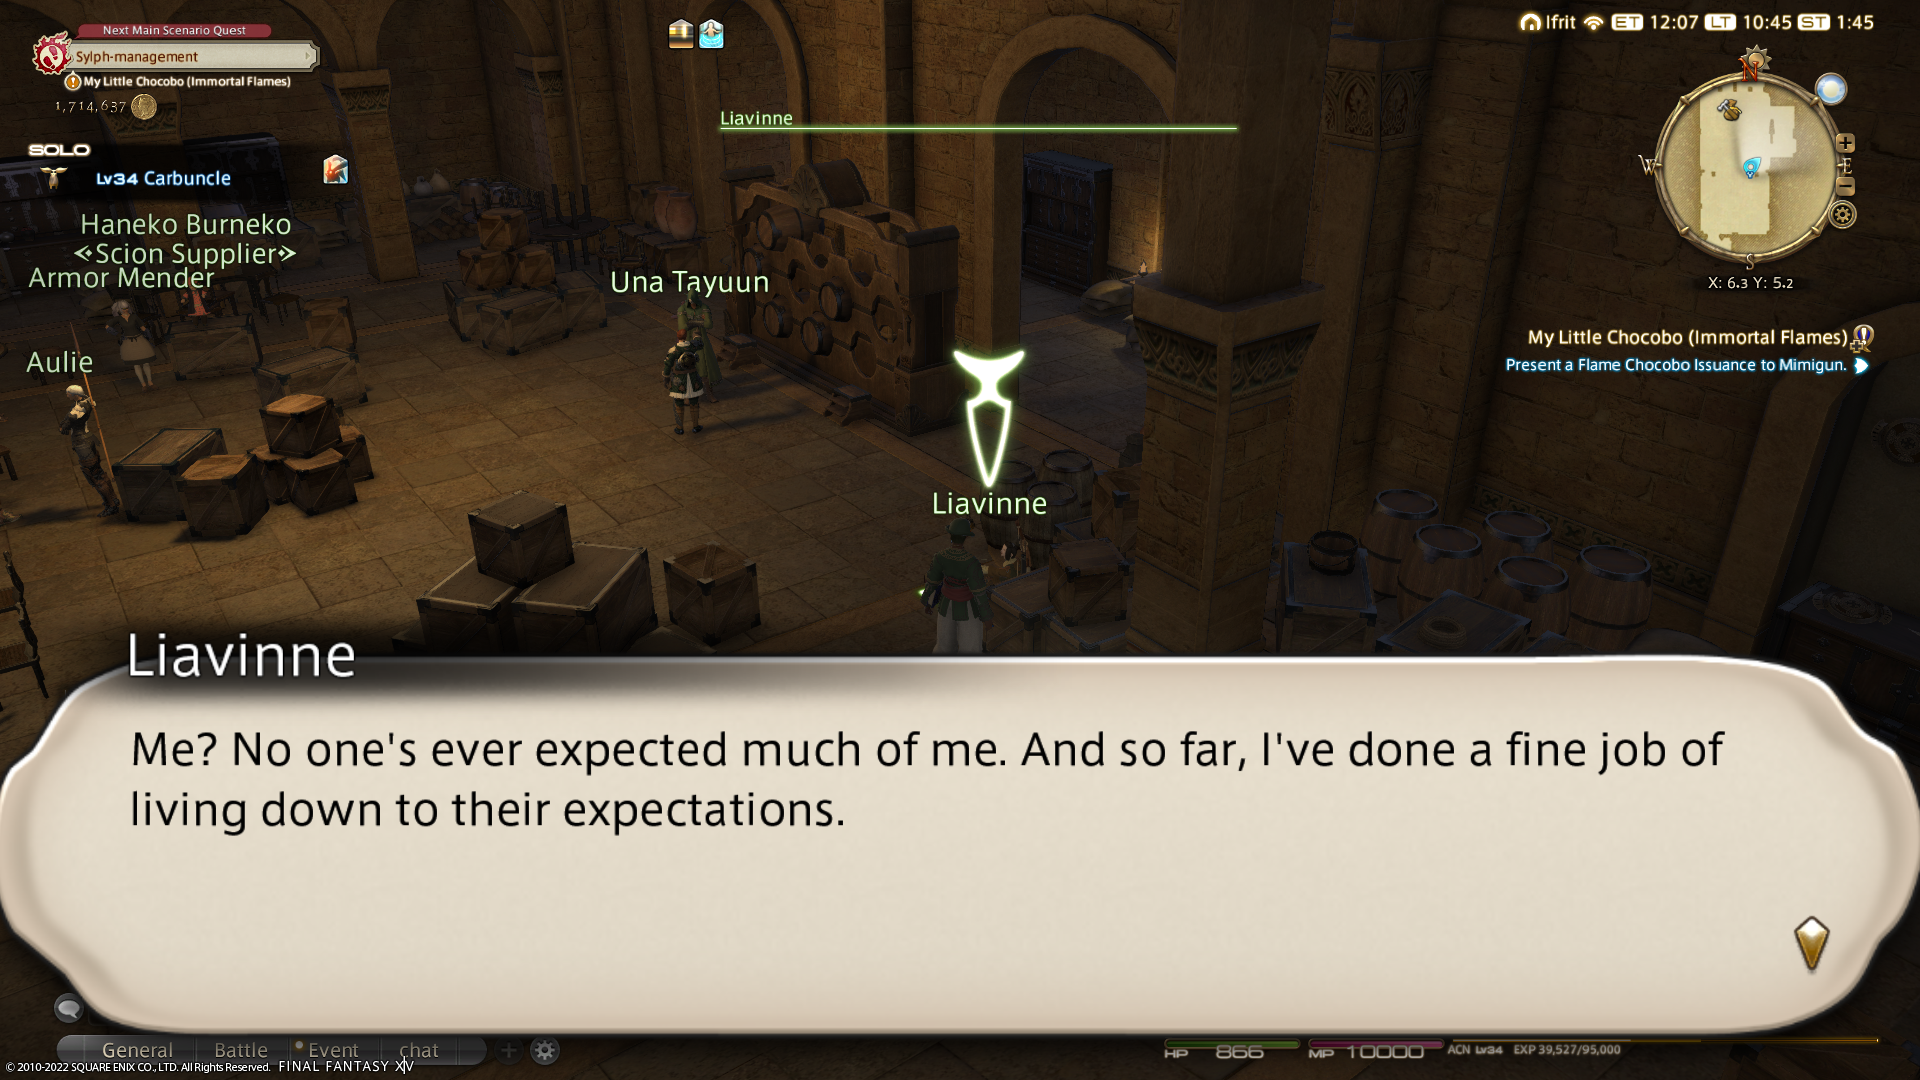 Next Main Scenario Quest
Sylph-management
My Little Chocobo (Immortal Flames)
1,714,637
SOLO
Lv34 Carbuncle
Haneko Burneko
Scion Supplier
Armor Mender
Aulie
Una Tayuun
Liavinne
Liavinne
Ifrit ET 12:07 LT 10:45 ST 1:45
N
W
E
S
X: 6.3 Y: 5.2
My Little Chocobo (Immortal Flames)
Present a Flame Chocobo Issuance to Mimigun.
Liavinne
Me? No one's ever expected much of me. And so far, I've done a fine job of
living down to their expectations.
General Battle Event chat
HP 866 MP 10000 ACN Lv34 EXP 39,527/95,000
© 2010-2022 SQUARE ENIX CO., LTD. All Rights Reserved. FINAL FANTASY XIV